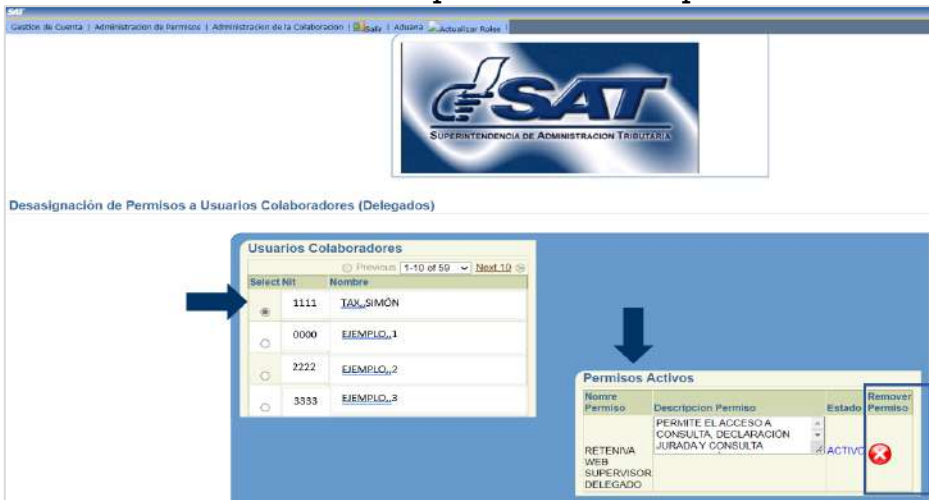 SAT
Gestion de Cuenta | Administracion de Permisos | Administracion de la Colaboracion | Salir | Aduana Actualizar Roles |
SAT
SUPERINTENDENCIA DE ADMINISTRACION TRIBUTARIA
Desasignación de Permisos a Usuarios Colaboradores (Delegados)
Usuarios Colaboradores
Previous 1-10 of 59 Next 10
Select Nit Nombre
1111 TAX,,SIMÓN
0000 EJEMPLO,,1
2222 EJEMPLO,,2
3333 EJEMPLO,,3
Permisos Activos
Nomre Permiso Descripcion Permiso Estado Remover Permiso
PERMITE EL ACCESO A
CONSULTA, DECLARACIÓN
JURADA Y CONSULTA
RETENIVA
WEB
SUPERVISOR
DELEGADO
ACTIVO